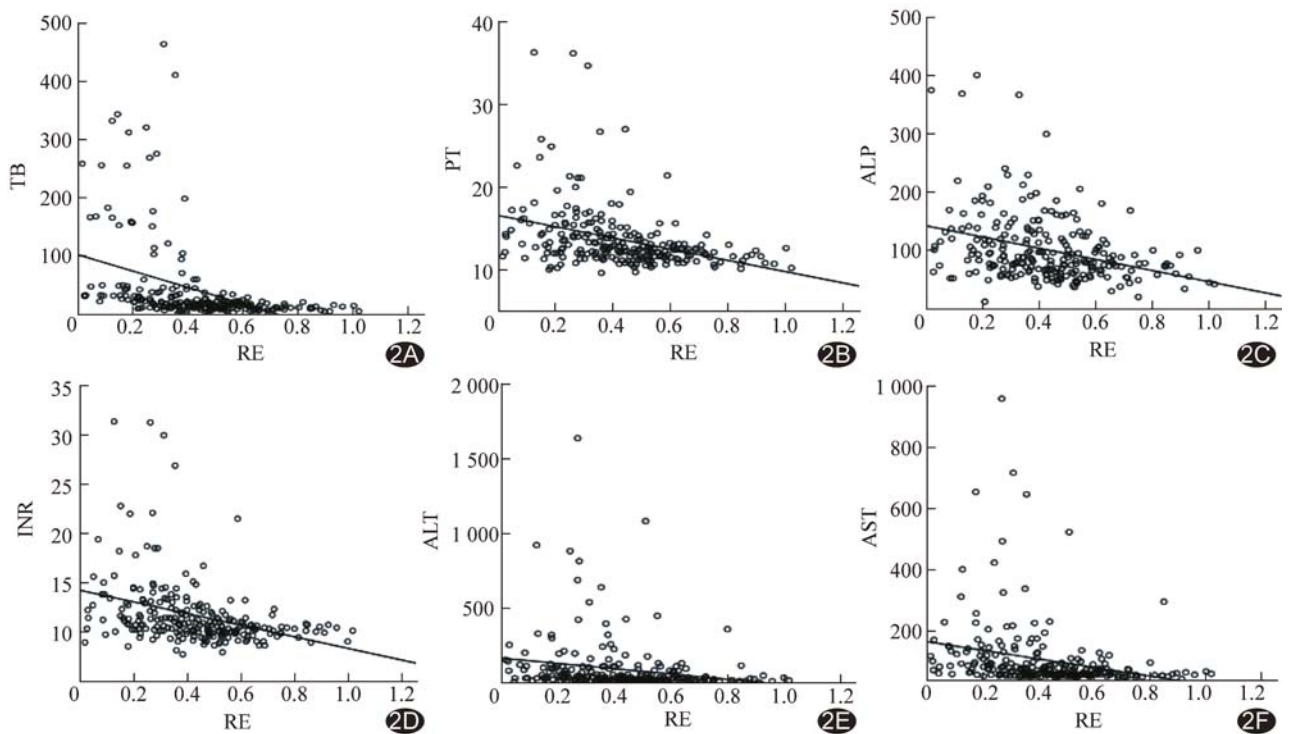 500
400
300
200
100
0
TB
0.2 0.4 0.6 0.8 1.0 1.2
RE
2A
40
30
20
10
0
PT
0.2 0.4 0.6 0.8 1.0 1.2
RE
2B
500
400
300
200
100
0
ALP
0.2 0.4 0.6 0.8 1.0 1.2
RE
2C
35
30
25
20
15
10
INR
0 0.2 0.4 0.6 0.8 1.0 1.2
RE
2D
2 000
1 500
1 000
500
ALT
0 0.2 0.4 0.6 0.8 1.0 1.2
RE
2E
1 000
800
600
400
200
AST
0 0.2 0.4 0.6 0.8 1.0 1.2
RE
2F